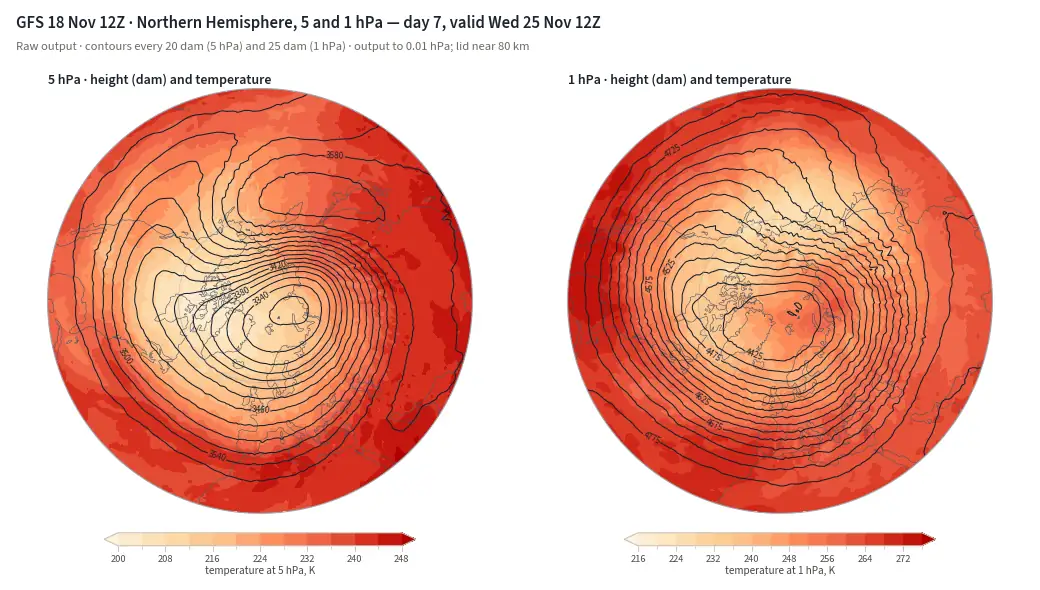 GFS 18 Nov 12Z · Northern Hemisphere, 5 and 1 hPa — day 7, valid Wed 25 Nov 12Z
Raw output · contours every 20 dam (5 hPa) and 25 dam (1 hPa) · output to 0.01 hPa; lid near 80 km
5 hPa · height (dam) and temperature
1 hPa · height (dam) and temperature
3580
3380
3340
3500
3460
3540
4725
4625
4575
4475
4425
4625
4675
4775
200 208 216 224 232 240 248
temperature at 5 hPa, K
216 224 232 240 248 256 264 272
temperature at 1 hPa, K